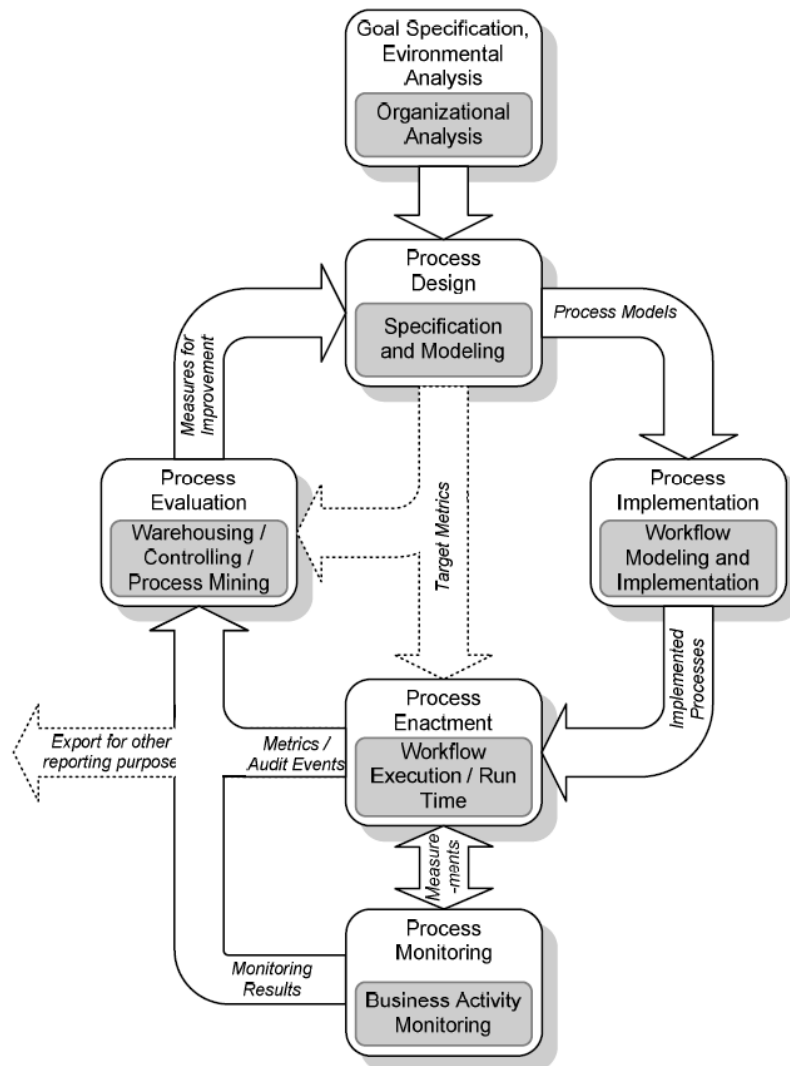 Goal Specification,
Evironmental
Analysis
Organizational
Analysis
Process
Design
Specification
and Modeling
Process Models
Measures for
Improvement
Process
Evaluation
Warehousing /
Controlling /
Process Mining
Target Metrics
Process
Implementation
Workflow
Modeling and
Implementation
Implemented
Processes
Process
Enactment
Workflow
Execution / Run
Time
Export for other
reporting purpose
Metrics /
Audit Events
Measure
-ments
Process
Monitoring
Business Activity
Monitoring
Monitoring
Results